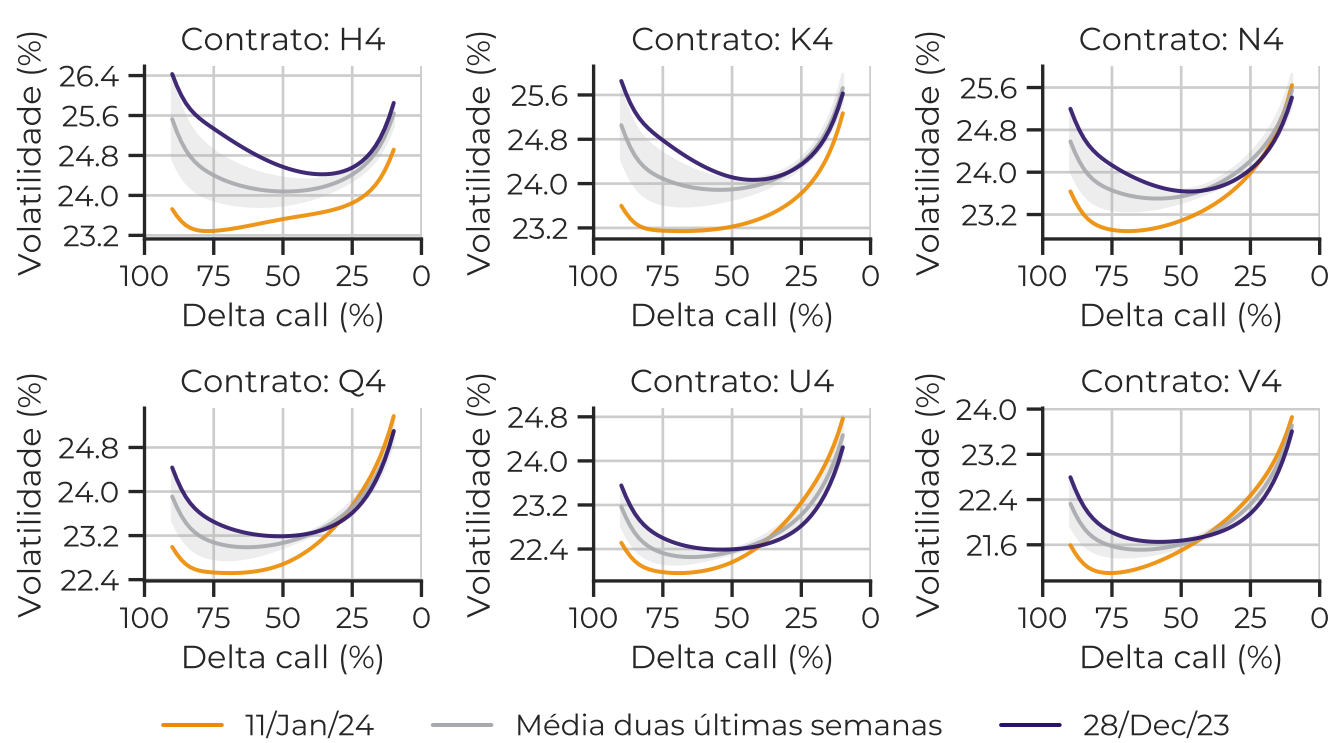 Contrato: H4
Volatilidade (%)
26.4
25.6
24.8
24.0
23.2
100 75 50 25 0
Delta call (%)
Contrato: K4
Volatilidade (%)
25.6
24.8
24.0
23.2
100 75 50 25 0
Delta call (%)
Contrato: N4
Volatilidade (%)
25.6
24.8
24.0
23.2
100 75 50 25 0
Delta call (%)
Contrato: Q4
Volatilidade (%)
24.8
24.0
23.2
22.4
100 75 50 25 0
Delta call (%)
Contrato: U4
Volatilidade (%)
24.8
24.0
23.2
22.4
100 75 50 25 0
Delta call (%)
Contrato: V4
Volatilidade (%)
24.0
23.2
22.4
21.6
100 75 50 25 0
Delta call (%)
11/Jan/24 Média duas últimas semanas 28/Dec/23